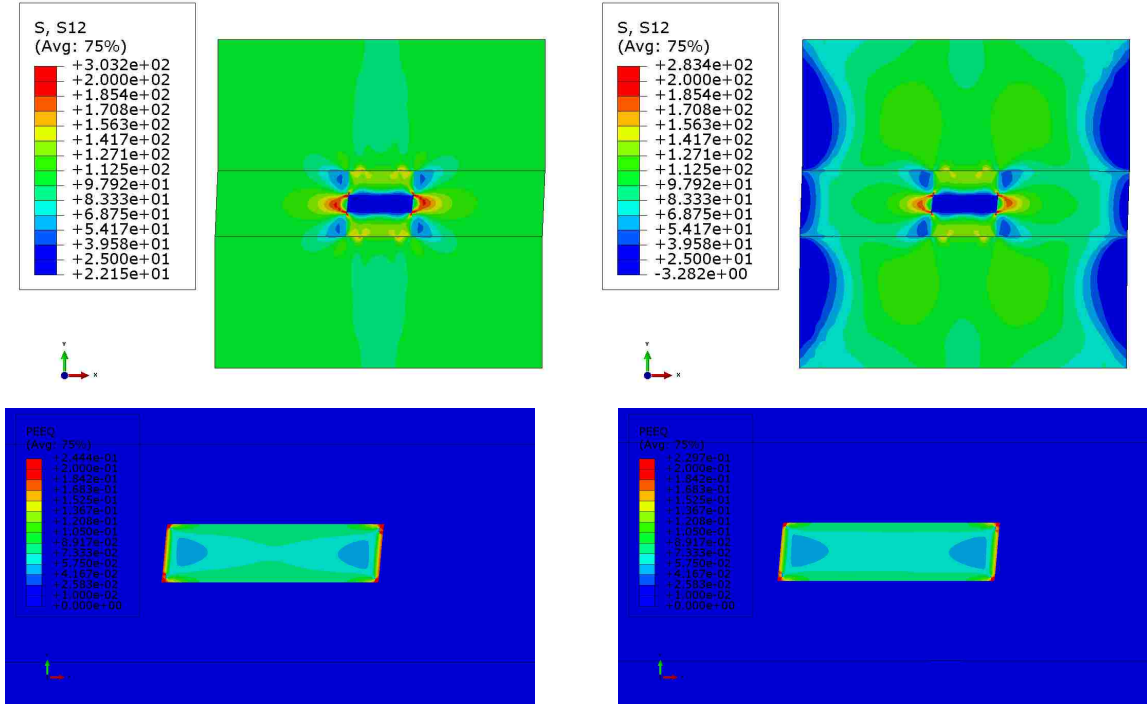 S, S12
(Avg: 75%)
+3.032e+02
+2.000e+02
+1.854e+02
+1.708e+02
+1.563e+02
+1.417e+02
+1.271e+02
+1.125e+02
+9.792e+01
+8.333e+01
+6.875e+01
+5.417e+01
+3.958e+01
+2.500e+01
+2.215e+01
Y
X
S, S12
(Avg: 75%)
+2.834e+02
+2.000e+02
+1.854e+02
+1.708e+02
+1.563e+02
+1.417e+02
+1.271e+02
+1.125e+02
+9.792e+01
+8.333e+01
+6.875e+01
+5.417e+01
+3.958e+01
+2.500e+01
-3.282e+00
Y
X
PEEQ
(Avg: 75%)
+2.444e-01
+2.000e-01
+1.842e-01
+1.683e-01
+1.525e-01
+1.367e-01
+1.208e-01
+1.050e-01
+8.917e-02
+7.333e-02
+5.750e-02
+4.167e-02
+2.583e-02
+1.000e-02
+0.000e+00
PEEQ
(Avg: 75%)
+2.297e-01
+2.000e-01
+1.842e-01
+1.683e-01
+1.525e-01
+1.367e-01
+1.208e-01
+1.050e-01
+8.917e-02
+7.333e-02
+5.750e-02
+4.167e-02
+2.583e-02
+1.000e-02
+0.000e+00